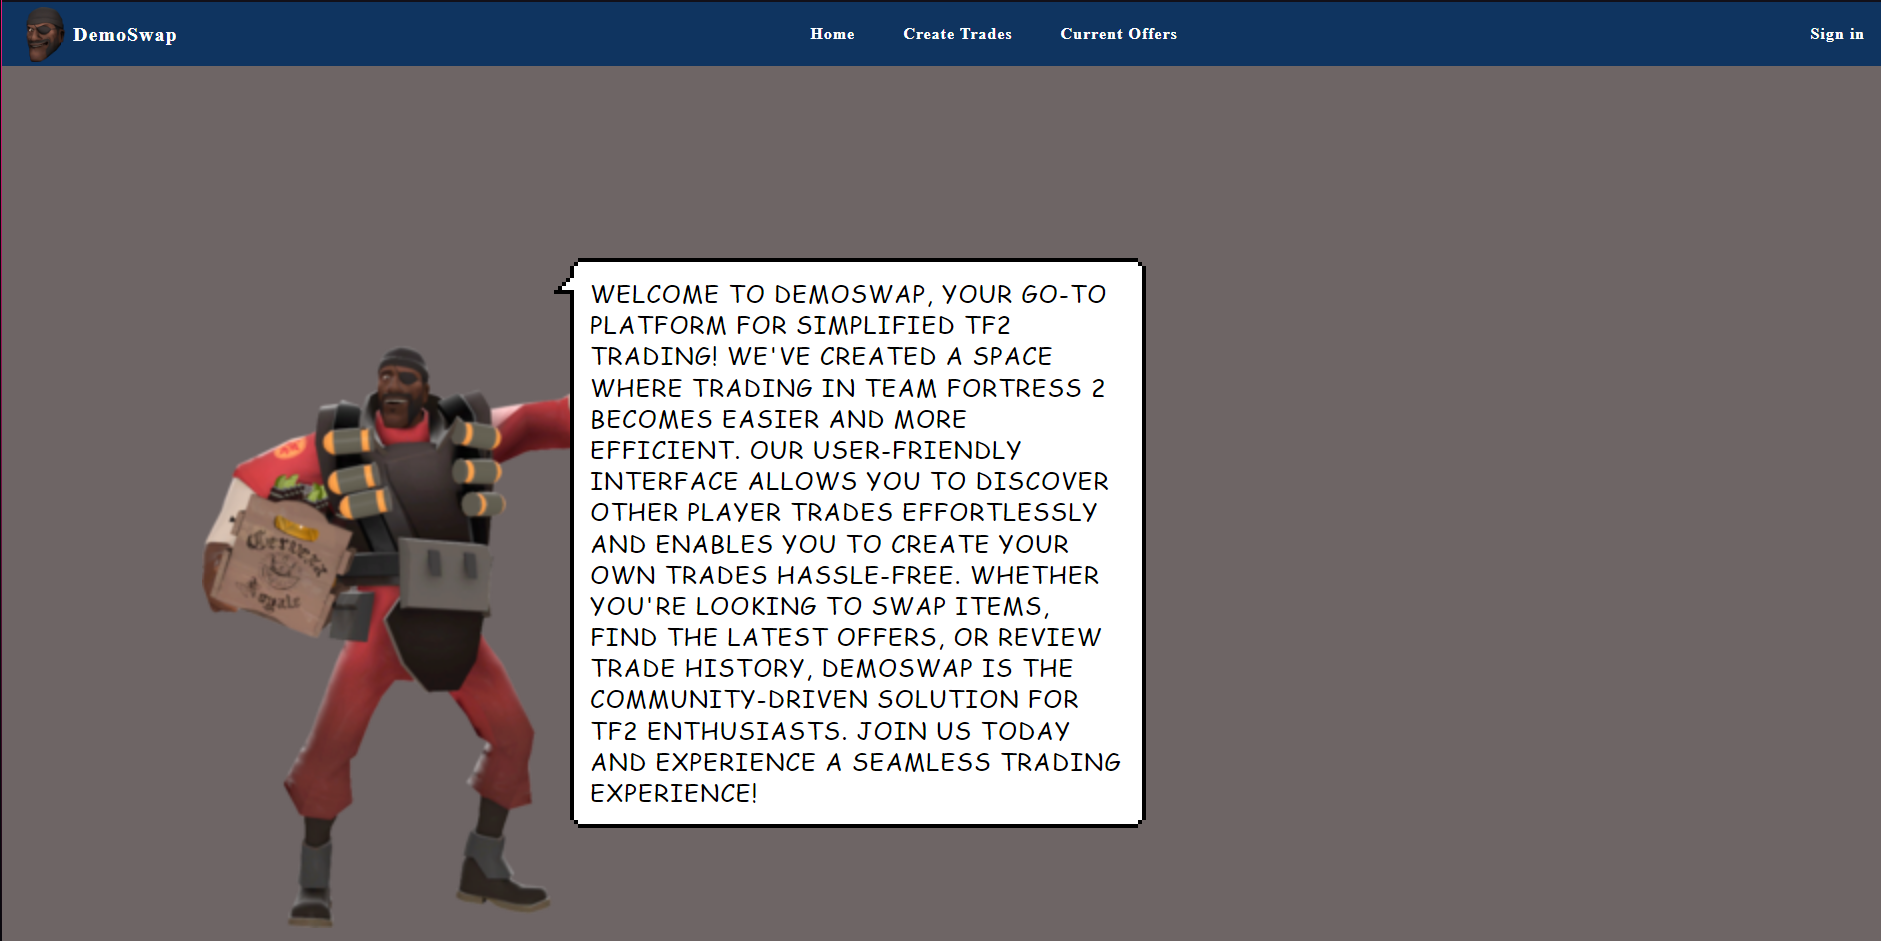 DemoSwap
Home
Create Trades
Current Offers
Sign in
WELCOME TO DEMOSWAP, YOUR GO-TO
PLATFORM FOR SIMPLIFIED TF2
TRADING! WE'VE CREATED A SPACE
WHERE TRADING IN TEAM FORTRESS 2
BECOMES EASIER AND MORE
EFFICIENT. OUR USER-FRIENDLY
INTERFACE ALLOWS YOU TO DISCOVER
OTHER PLAYER TRADES EFFORTLESSLY
AND ENABLES YOU TO CREATE YOUR
OWN TRADES HASSLE-FREE. WHETHER
YOU'RE LOOKING TO SWAP ITEMS,
FIND THE LATEST OFFERS, OR REVIEW
TRADE HISTORY, DEMOSWAP IS THE
COMMUNITY-DRIVEN SOLUTION FOR
TF2 ENTHUSIASTS. JOIN US TODAY
AND EXPERIENCE A SEAMLESS TRADING
EXPERIENCE!